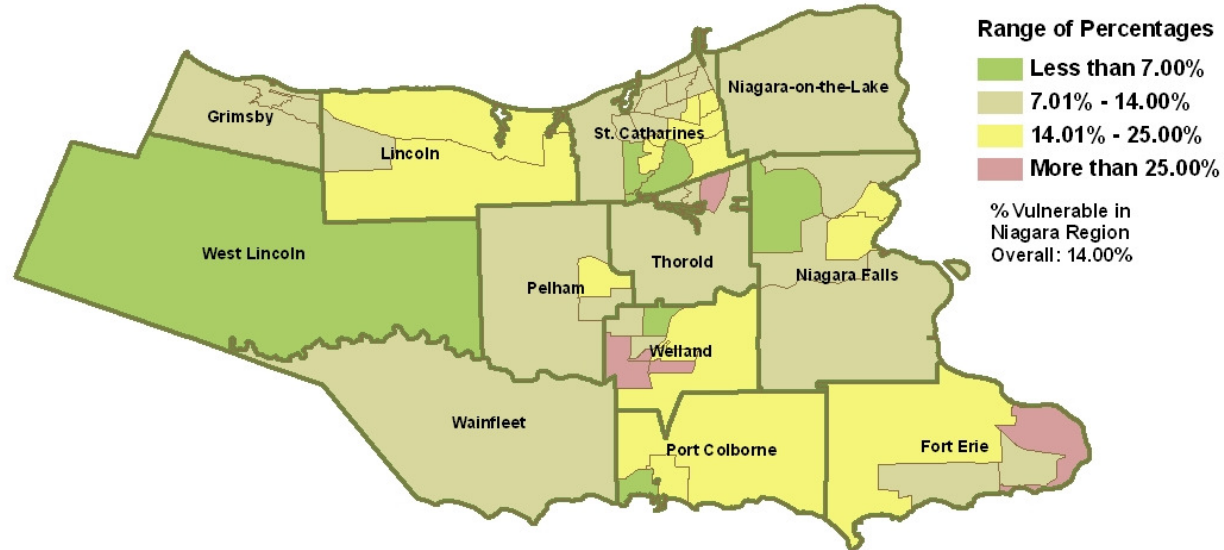 Range of Percentages
Less than 7.00%
7.01% - 14.00%
14.01% - 25.00%
More than 25.00%
% Vulnerable in
Niagara Region
Overall: 14.00%
Niagara-on-the-Lake
Grimsby
St. Catharines
Lincoln
West Lincoln
Thorold
Pelham
Niagara Falls
Welland
Wainfleet
Port Colborne
Fort Erie